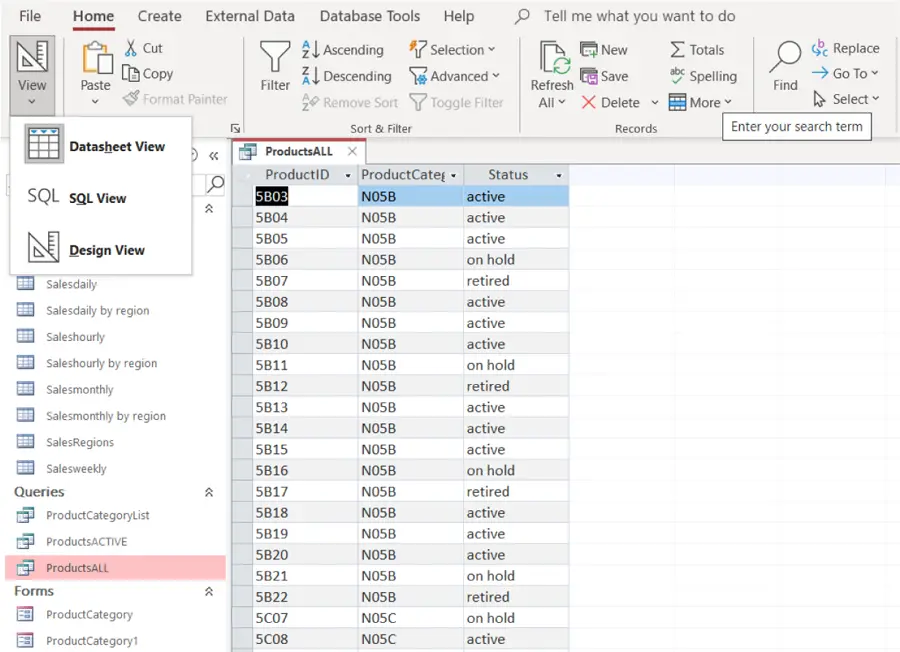 File Home Create External Data Database Tools Help Tell me what you want to do
View
Paste
Cut
Copy
Format Painter
Filter
Ascending
Descending
Remove Sort
Selection
Advanced
Toggle Filter
Sort & Filter
Refresh
All
New
Save
Delete
Totals
Spelling
More
Records
Find
Replace
Go To
Select
Enter your search term
Datasheet View
SQL SQL View
Design View
Salesdaily
Salesdaily by region
Saleshourly
Saleshourly by region
Salesmonthly
Salesmonthly by region
SalesRegions
Salesweekly
Queries
ProductCategoryList
ProductsACTIVE
ProductsALL
Forms
ProductCategory
ProductCategory1
ProductsALL
ProductID ProductCateg Status
5B03 N05B active
5B04 N05B active
5B05 N05B active
5B06 N05B on hold
5B07 N05B retired
5B08 N05B active
5B09 N05B active
5B10 N05B active
5B11 N05B on hold
5B12 N05B retired
5B13 N05B active
5B14 N05B active
5B15 N05B active
5B16 N05B on hold
5B17 N05B retired
5B18 N05B active
5B19 N05B active
5B20 N05B active
5B21 N05B on hold
5B22 N05B retired
5C07 N05C on hold
5C08 N05C active